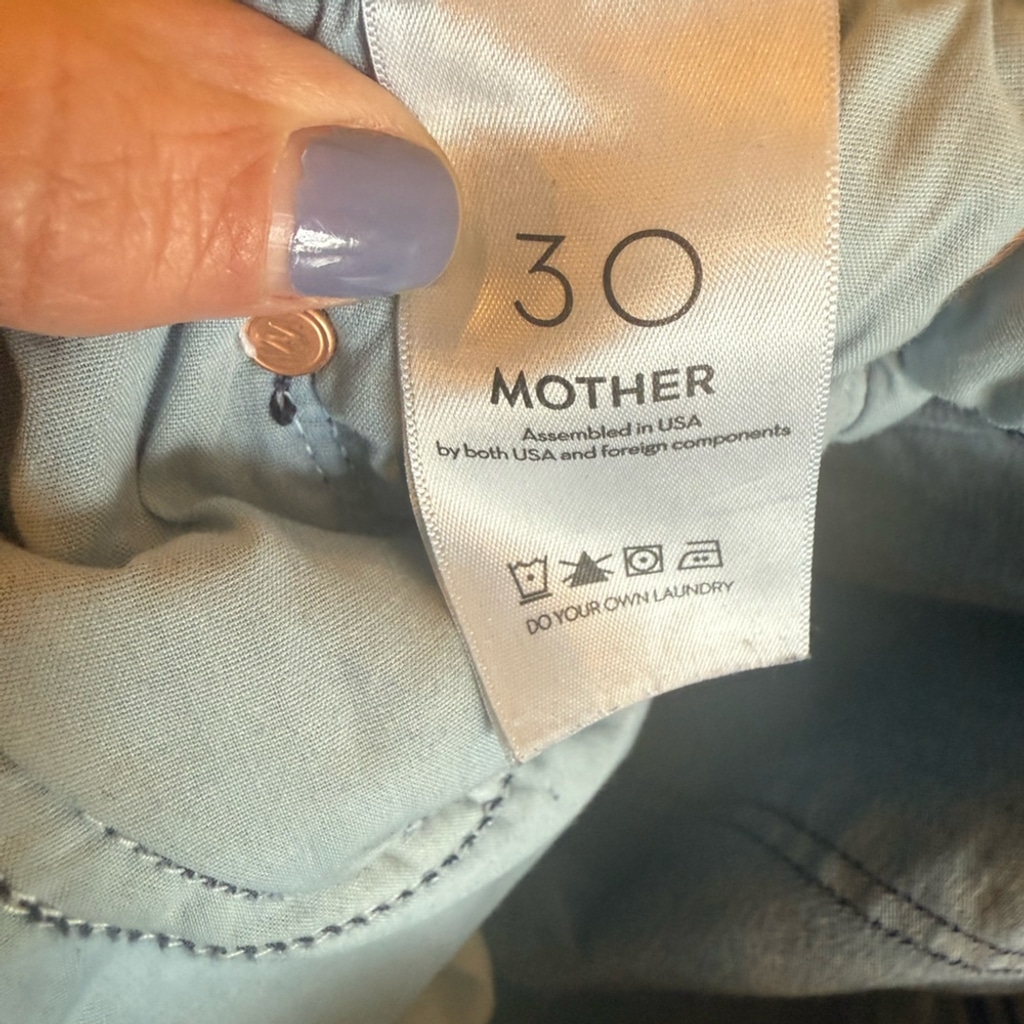 30
MOTHER
Assembled in USA
by both USA and foreign components
DO YOUR OWN LAUNDRY